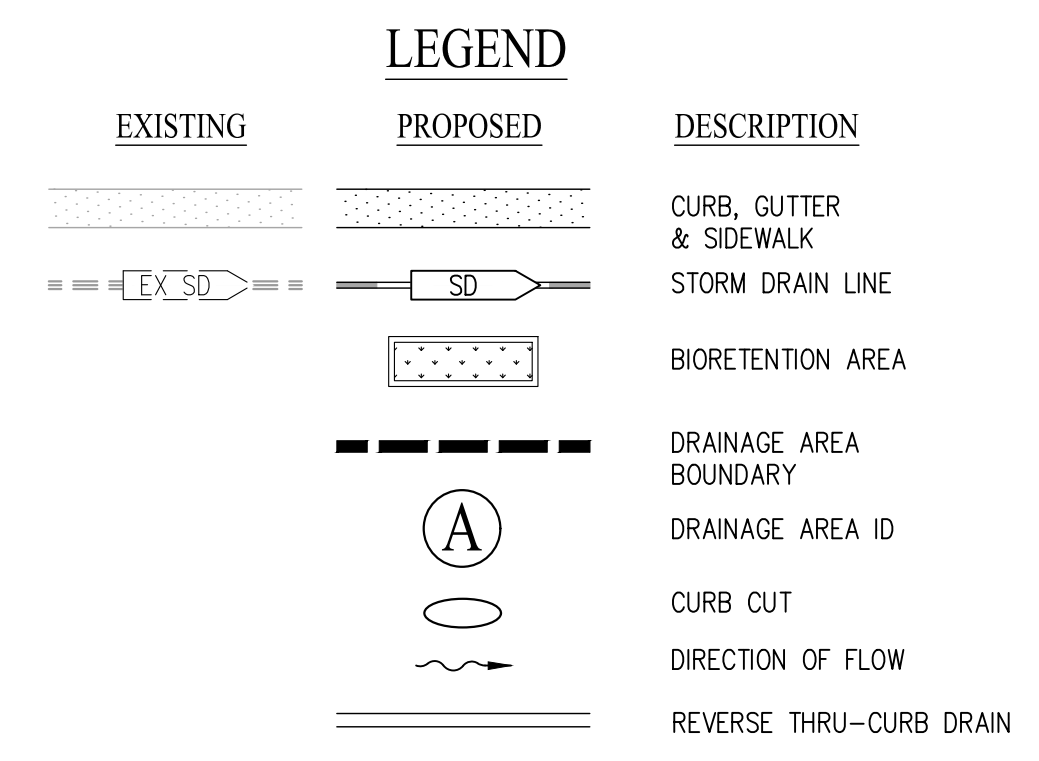 LEGEND
EXISTING PROPOSED DESCRIPTION
CURB, GUTTER
& SIDEWALK
EX SD SD STORM DRAIN LINE
BIORETENTION AREA
DRAINAGE AREA
BOUNDARY
A DRAINAGE AREA ID
CURB CUT
DIRECTION OF FLOW
REVERSE THRU-CURB DRAIN